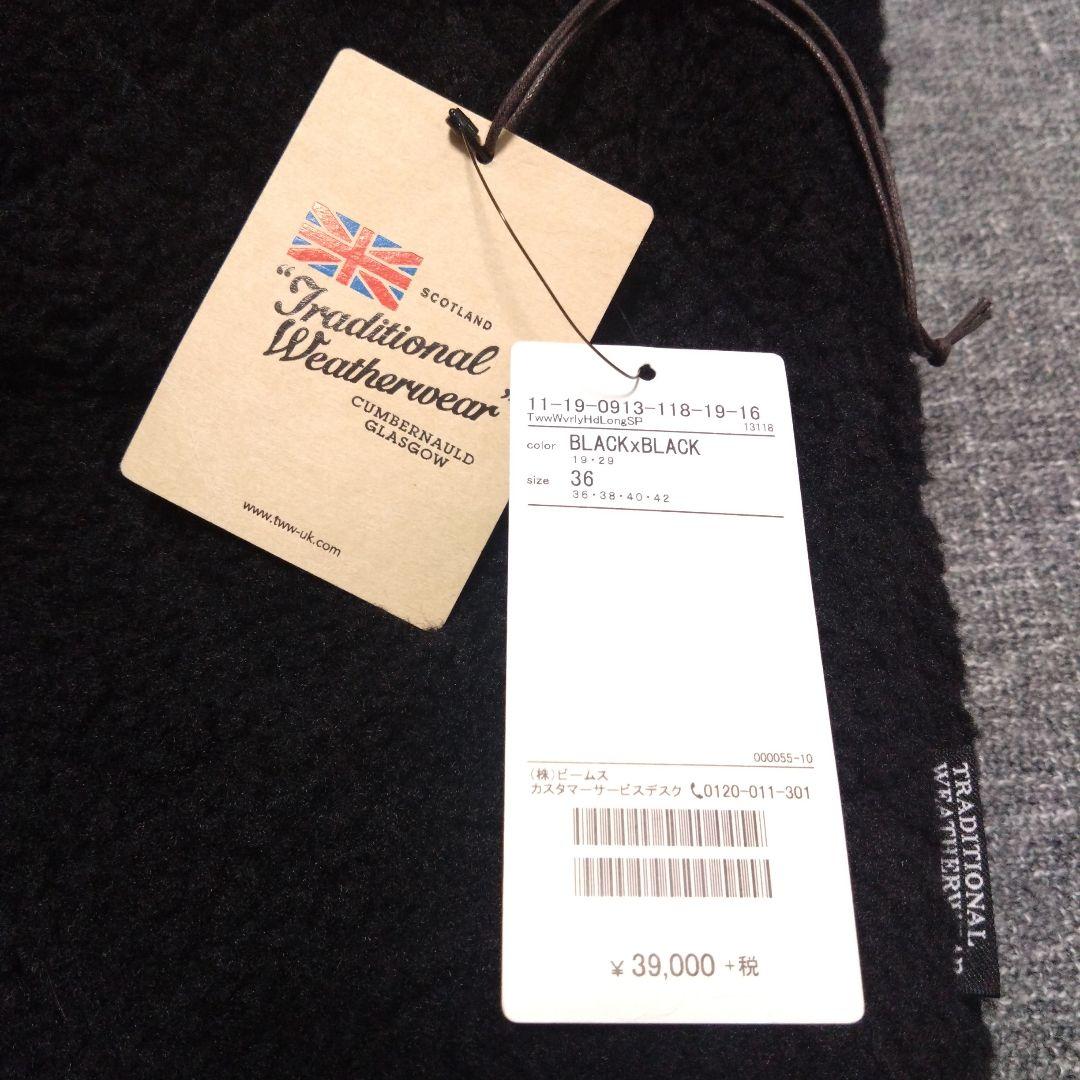 SCOTLAND
"Traditional
Weatherwear"
CUMBERNAULD
GLASGOW
www.tww-uk.com
11-19-0913-118-19-16
TwwWvrlyHdLongSP
13118
color BLACKxBLACK
19・29
size 36
36・38・40・42
000055-10
(株)ビームス
カスタマーサービスデスク 0120-011-301
¥ 39,000 +税
TRADITIONAL